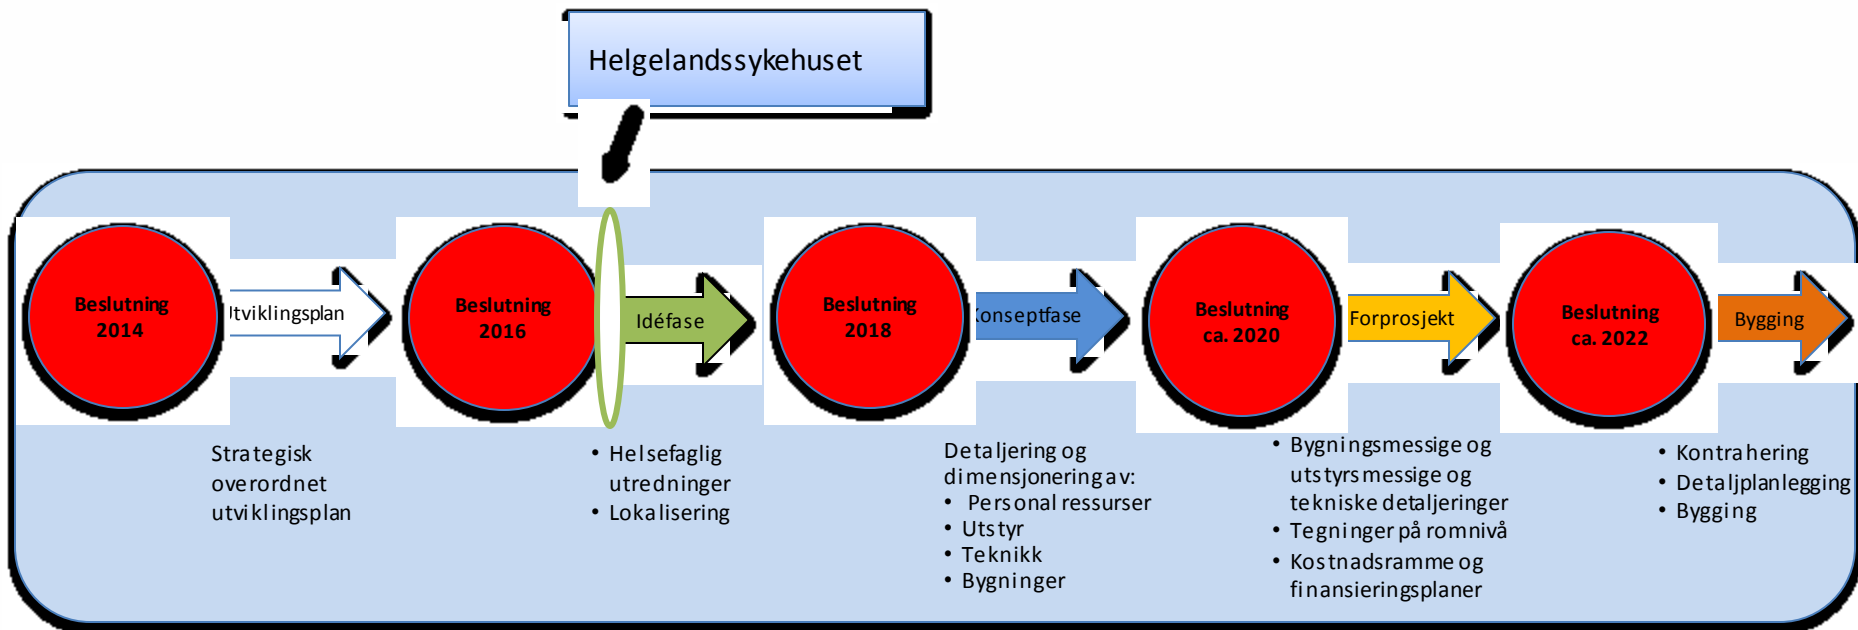 Helgelandssykehuset
Beslutning
2014
Utviklingsplan
Beslutning
2016
Idéfase
Beslutning
2018
Konseptfase
Beslutning
ca. 2020
Forprosjekt
Beslutning
ca. 2022
Bygging
Strategisk
overordnet
utviklingsplan
• Helsefaglig
utredninger
• Lokalisering
Detaljering og
dimensjonering av:
• Personal ressurser
• Utstyr
• Teknikk
• Bygninger
• Bygningsmessige og
utstyrsmessige og
tekniske detaljeringer
• Tegninger på romnivå
• Kostnadsramme og
finansieringsplaner
• Kontrahering
• Detaljplanlegging
• Bygging